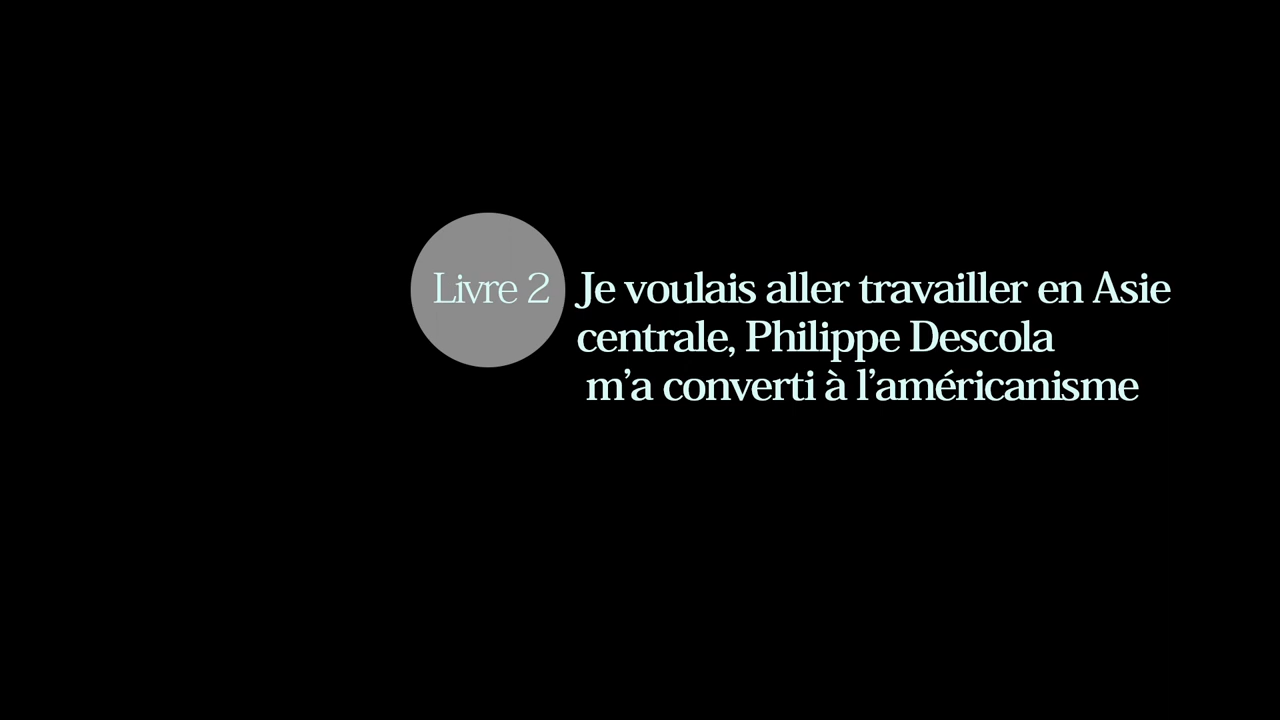 Livre 2 Je voulais aller travailler en Asie
centrale, Philippe Descola
m’a converti à l’américanisme